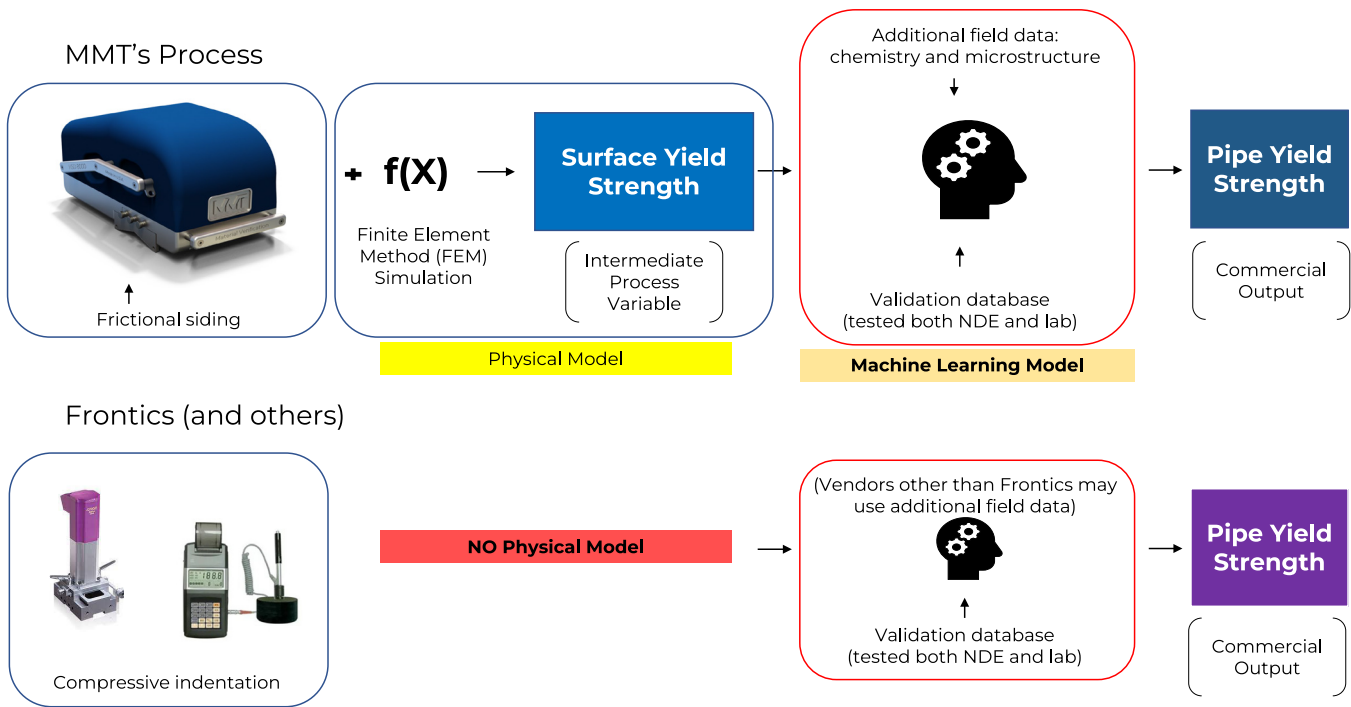 MMT's Process
MMT
Frictional siding
+ f(X)
Finite Element
Method (FEM)
Simulation
Surface Yield
Strength
Intermediate
Process
Variable
Physical Model
Additional field data:
chemistry and microstructure
Validation database
(tested both NDE and lab)
Machine Learning Model
Pipe Yield
Strength
Commercial
Output
Frontics (and others)
Compressive indentation
NO Physical Model
(Vendors other than Frontics may
use additional field data)
Validation database
(tested both NDE and lab)
Pipe Yield
Strength
Commercial
Output